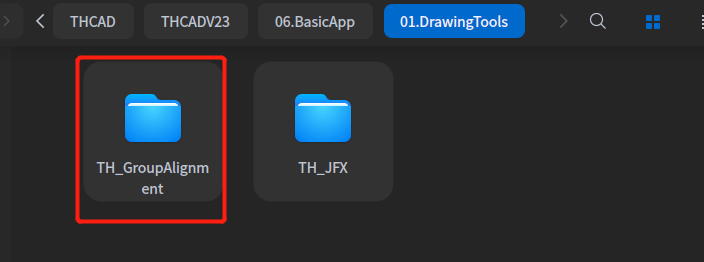 THCAD THCADV23 06.BasicApp 01.DrawingTools
TH_GroupAlignm
ent
TH_JFX